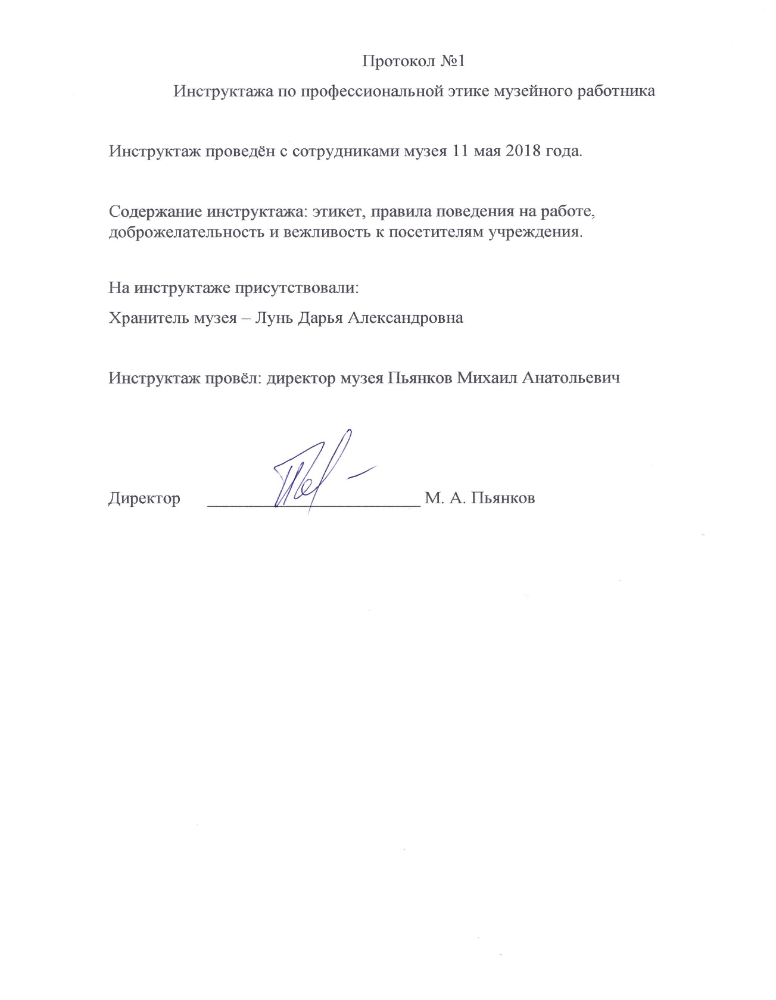 Протокол №1
Инструктажа по профессиональной этике музейного работника
Инструктаж проведён с сотрудниками музея 11 мая 2018 года.
Содержание инструктажа: этикет, правила поведения на работе,
доброжелательность и вежливость к посетителям учреждения.
На инструктаже присутствовали:
Хранитель музея – Лунь Дарья Александровна
Инструктаж провёл: директор музея Пьянков Михаил Анатольевич
Директор _________________________ М. А. Пьянков